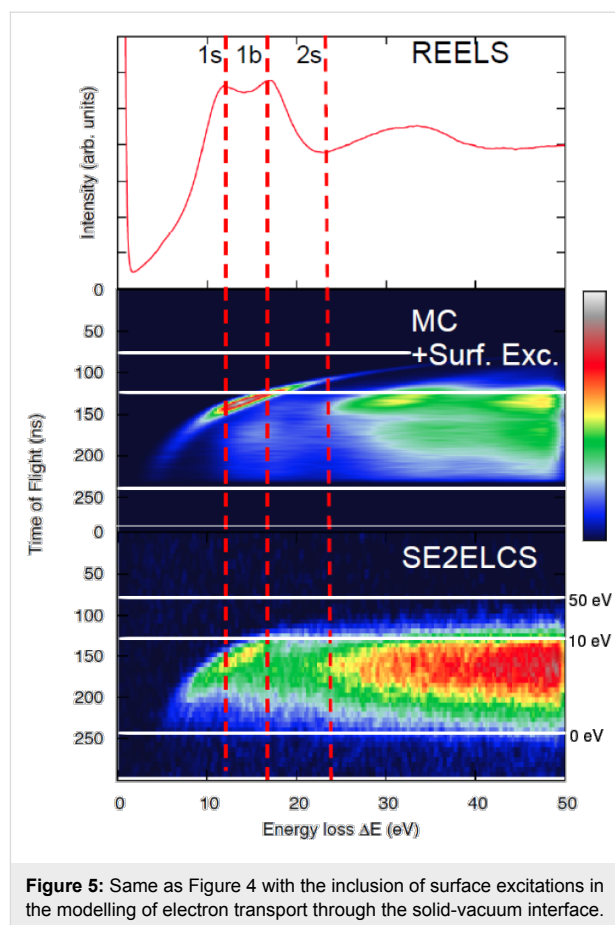 1s 1b 2s REELS
Intensity (arb. units)
0
50
100
150
200
250
MC
+Surf. Exc.
Time of Flight (ns)
0
50
100
150
200
250
SE2ELCS
50 eV
10 eV
0 eV
0 10 20 30 40 50
Energy loss ΔE (eV)
Figure 5: Same as Figure 4 with the inclusion of surface excitations in
the modelling of electron transport through the solid-vacuum interface.